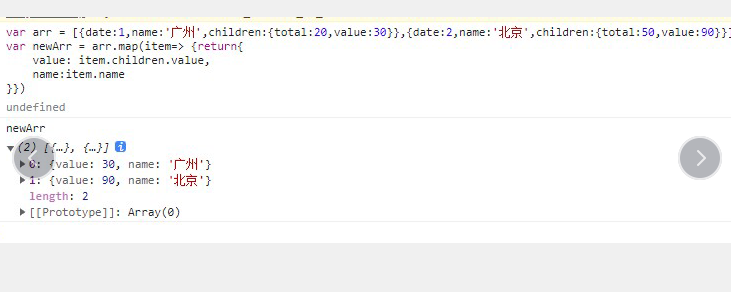 var arr = [{date:1,name:'广州',children:{total:20,value:30}},{date:2,name:'北京',children:{total:50,value:90}}]
var newArr = arr.map(item=> {return{
value: item.children.value,
name:item.name
}})
undefined
newArr
(2) [{…}, {…}] i
0: {value: 30, name: '广州'}
1: {value: 90, name: '北京'}
length: 2
[[Prototype]]: Array(0)